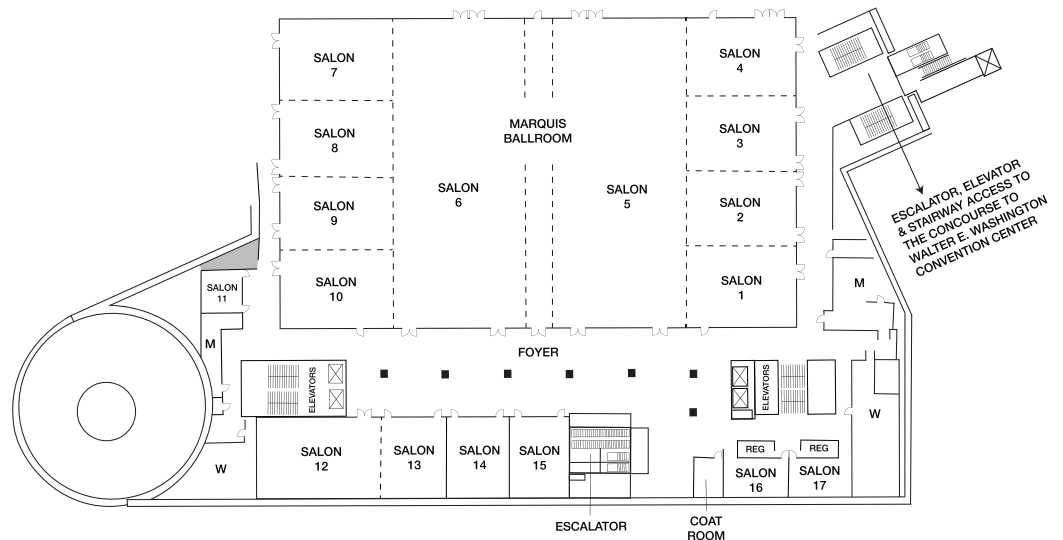 SALON
7
SALON
4
MARQUIS
BALLROOM
SALON
8
SALON
3
SALON
6
SALON
5
SALON
9
SALON
2
SALON
10
SALON
1
ESCALATOR, ELEVATOR
& STAIRWAY ACCESS TO
THE CONCOURSE TO
WALTER E. WASHINGTON
CONVENTION CENTER
SALON
11
M
M
FOYER
ELEVATORS
ELEVATORS
W
W
SALON
12
SALON
13
SALON
14
SALON
15
REG
REG
SALON
16
SALON
17
ESCALATOR
COAT
ROOM